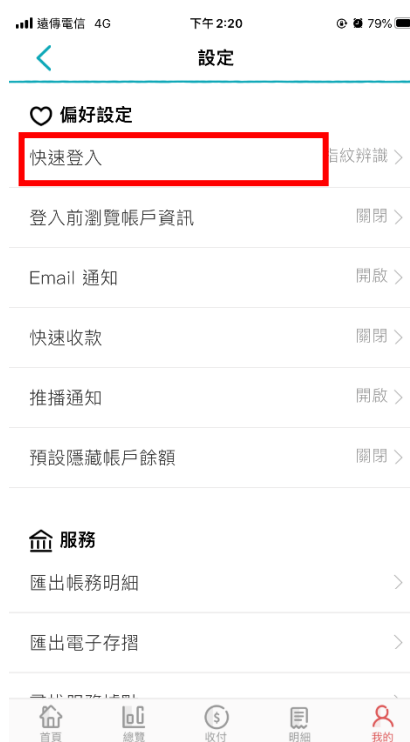 遠傳電信 4G 下午2:20 79%
設定
偏好設定
快速登入 指紋辨識
登入前瀏覽帳戶資訊 關閉
Email 通知 開啟
快速收款 關閉
推播通知 開啟
預設隱藏帳戶餘額 關閉
服務
匯出帳務明細
匯出電子存摺
首頁 總覽 收付 明細 我的